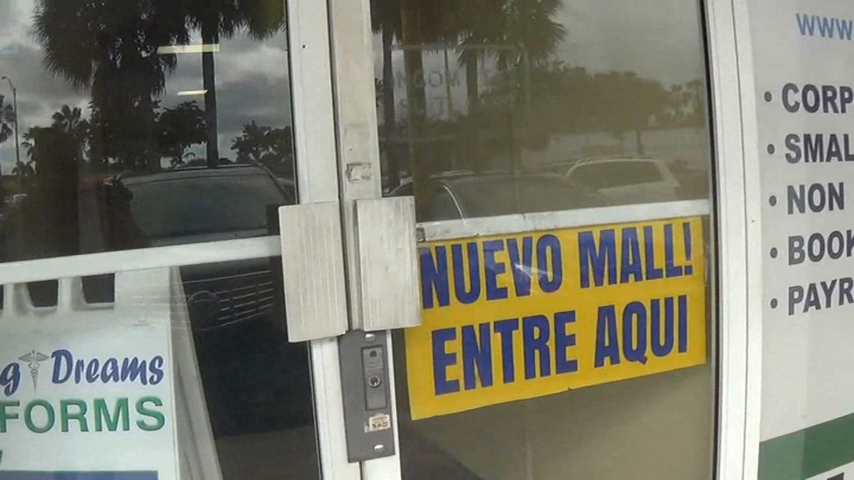 g Dreams
FORMS
NUEVO MALL!
ENTRE AQUI
www
• CORP
• SMAL
• NON
• BOOK
• PAYR